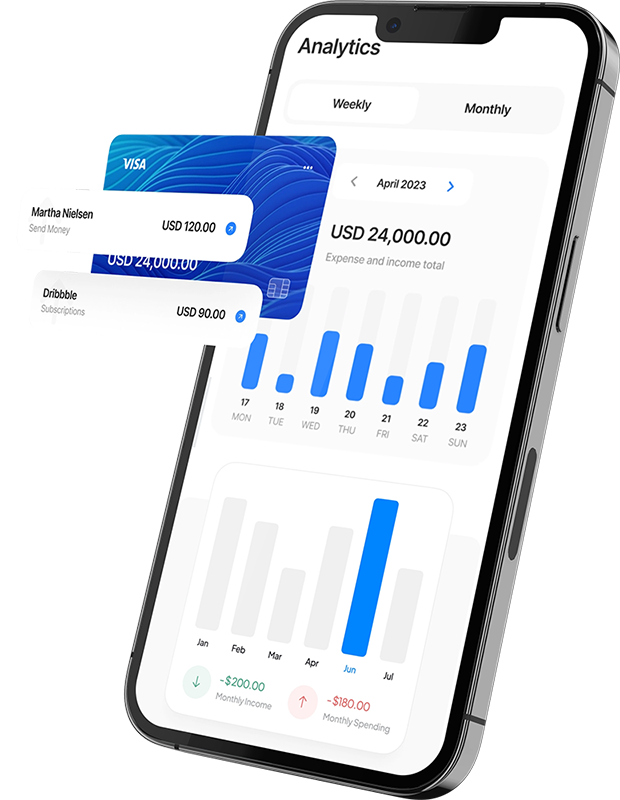 Analytics
Weekly
Monthly
VISA
April 2023
Martha Nielsen
Send Money
USD 120.00
USD 24,000.00
Expense and income total
USD 24,000.00
Dribbble
Subscriptions
USD 90.00
17 18 19 20 21 22 23
MON TUE WED THU FRI SAT SUN
Jan Feb Mar Apr Jun Jul
-$200.00
Monthly Income
-$180.00
Monthly Spending